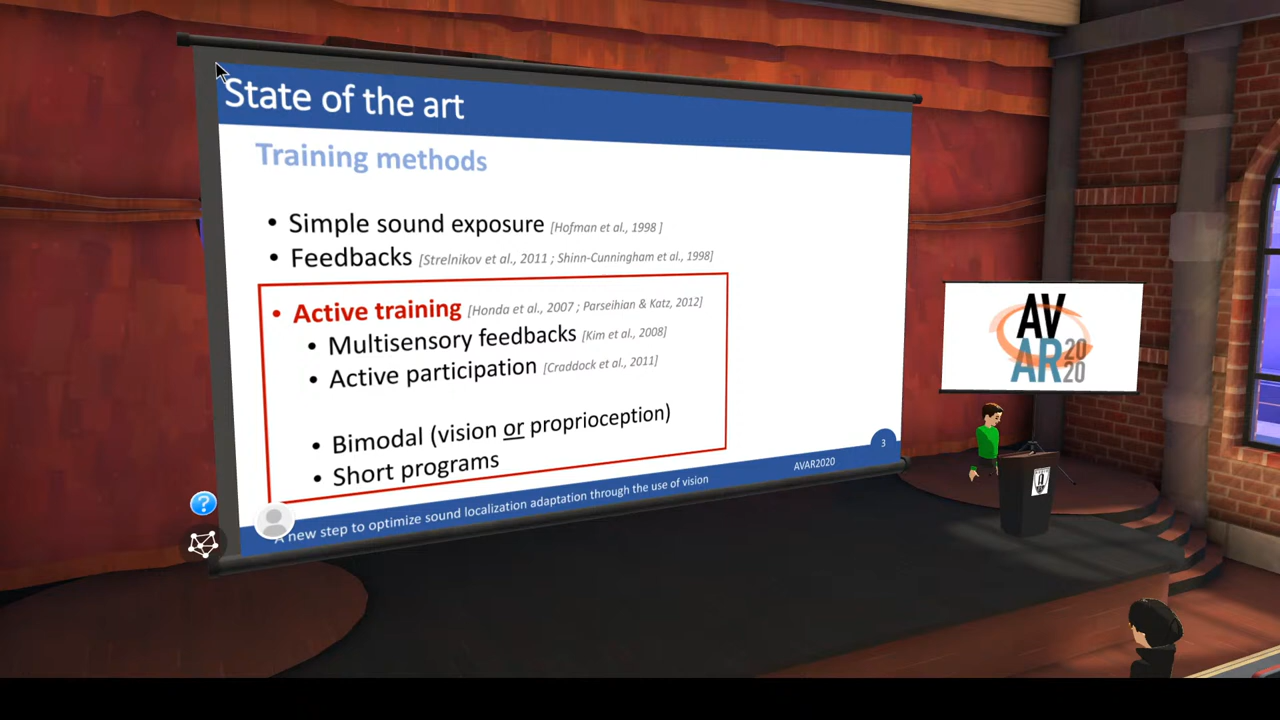 State of the art
Training methods
• Simple sound exposure [Hofman et al., 1998 ]
• Feedbacks [Strelnikov et al., 2011 ; Shinn-Cunningham et al., 1998]
• Active training [Honda et al., 2007 ; Parseihian & Katz, 2012]
• Multisensory feedbacks [Kim et al., 2008]
• Active participation [Craddock et al., 2011]
• Bimodal (vision or proprioception)
• Short programs
3
A new step to optimize sound localization adaptation through the use of vision
AVAR2020
?
AV
AR 20
20